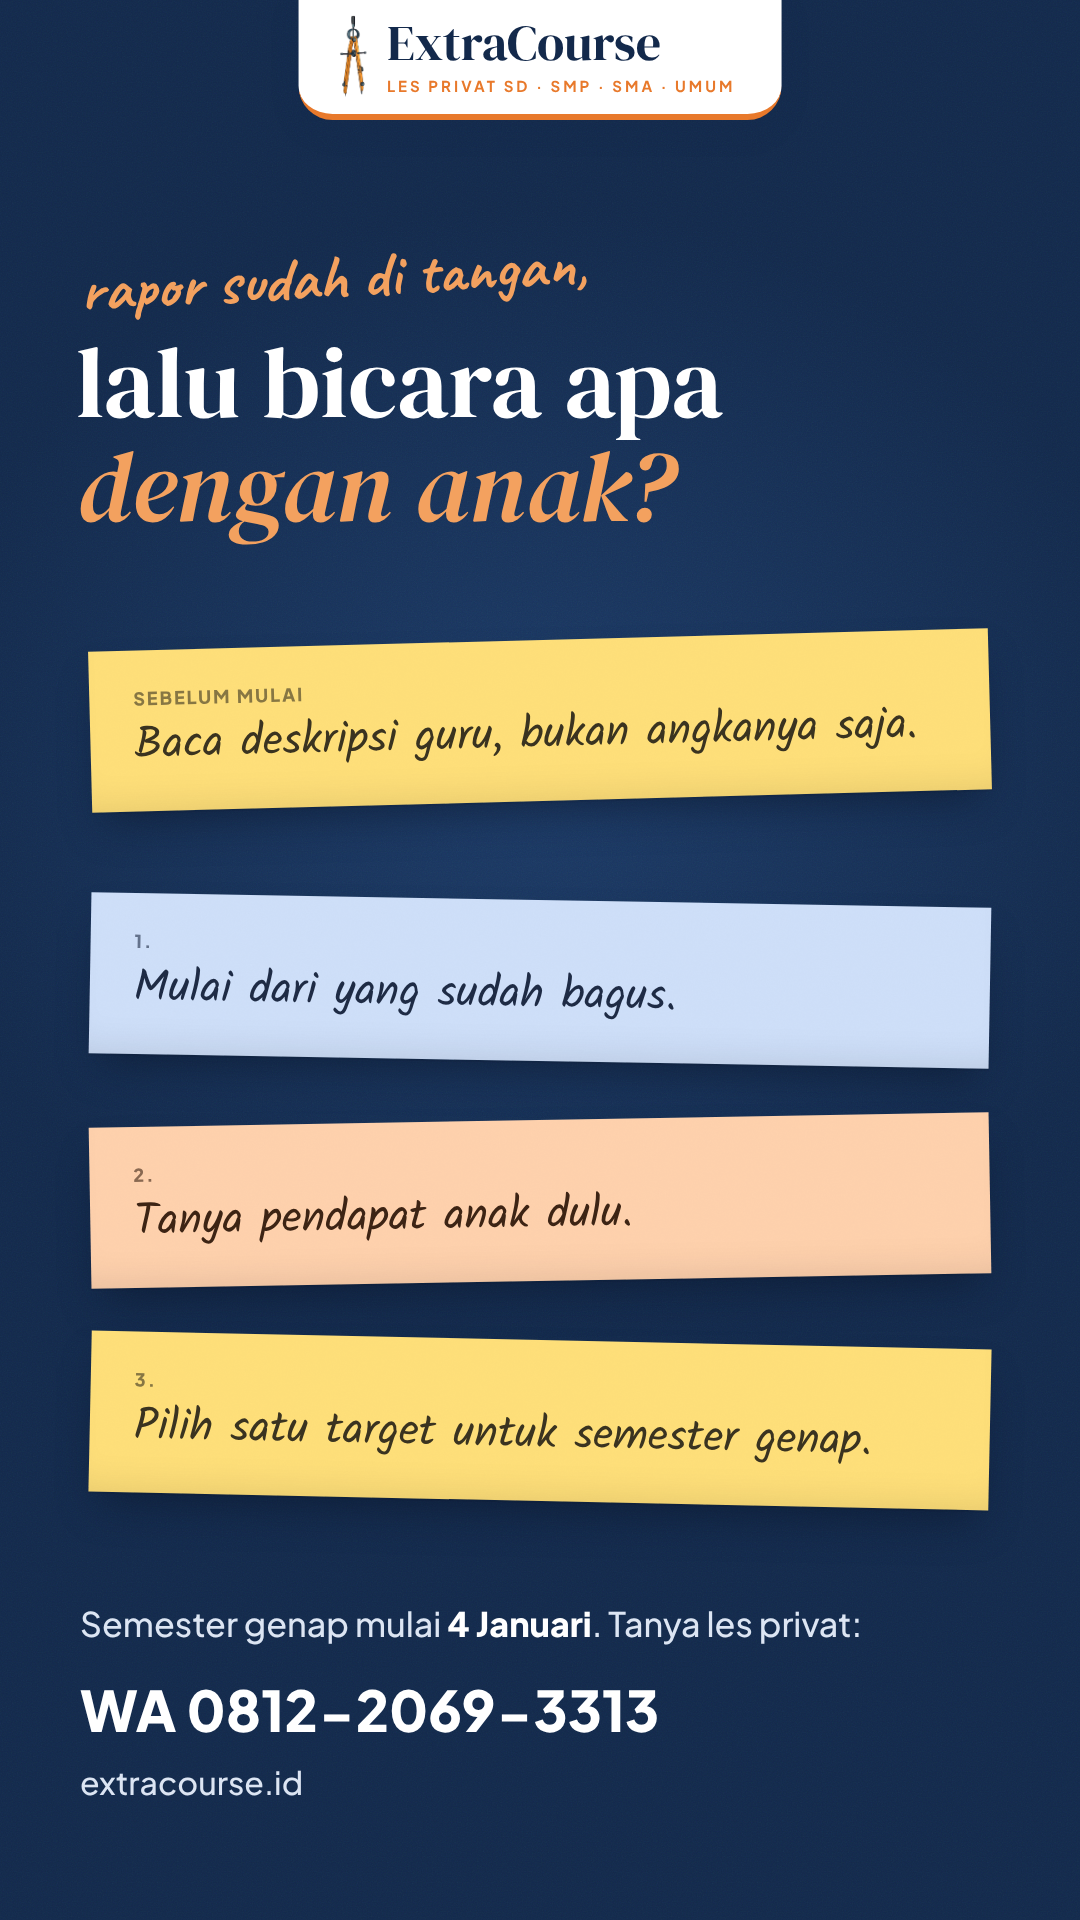 ExtraCourse
LES PRIVAT SD · SMP · SMA · UMUM
rapor sudah di tangan,
lalu bicara apa
dengan anak?
SEBELUM MULAI
Baca deskripsi guru, bukan angkanya saja.
1.
Mulai dari yang sudah bagus.
2.
Tanya pendapat anak dulu.
3.
Pilih satu target untuk semester genap.
Semester genap mulai 4 Januari. Tanya les privat:
WA 0812-2069-3313
extracourse.id